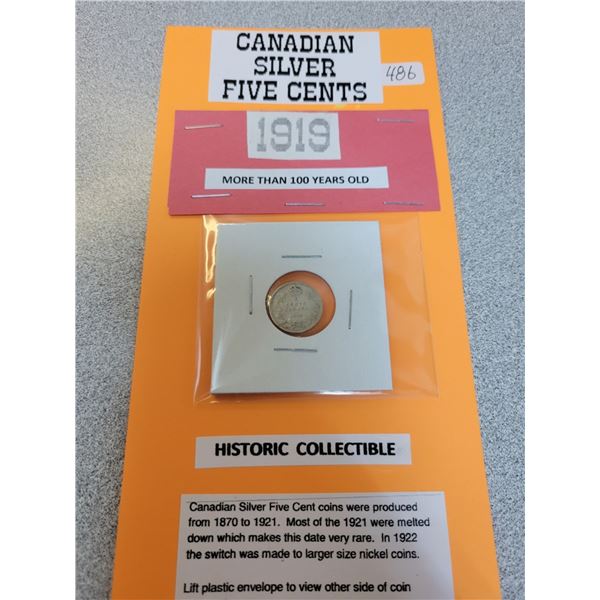 CANADIAN
SILVER
FIVE CENTS
486
1919
MORE THAN 100 YEARS OLD
HISTORIC COLLECTIBLE
Canadian Silver Five Cent coins were produced
from 1870 to 1921. Most of the 1921 were melted
down which makes this date very rare. In 1922
the switch was made to larger size nickel coins.
Lift plastic envelope to view other side of coin